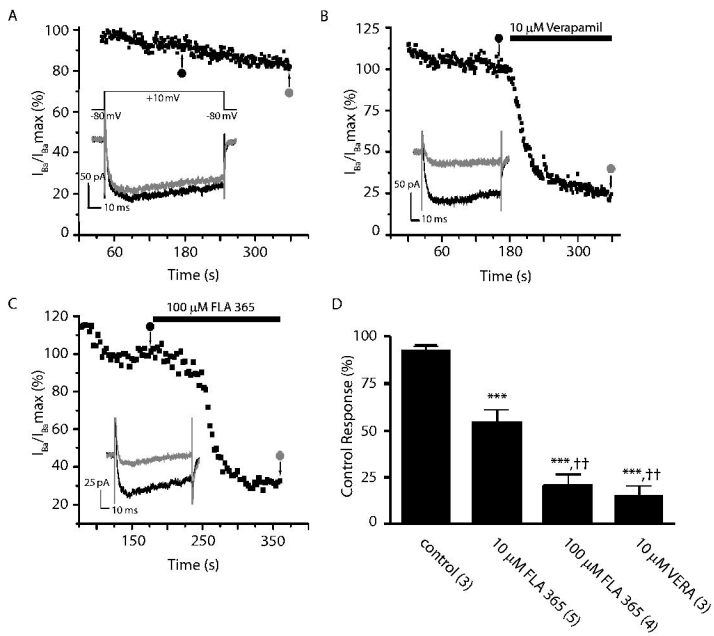 A
I_Ba/I_Ba max (%)
100
80
60
40
20
0
+10 mV
-80 mV
-80 mV
50 pA
10 ms
60
180
300
Time (s)
B
10 μM Verapamil
I_Ba/I_Ba max (%)
125
100
75
50
25
0
50 pA
10 ms
60
180
300
Time (s)
C
100 μM FLA 365
I_Ba/I_Ba max (%)
120
100
80
60
40
20
25 pA
10 ms
150
250
350
Time (s)
D
Control Response (%)
100
75
50
25
0
***
***,††
***,††
control (3)
10 μM FLA 365 (5)
100 μM FLA 365 (4)
10 μM VERA (3)